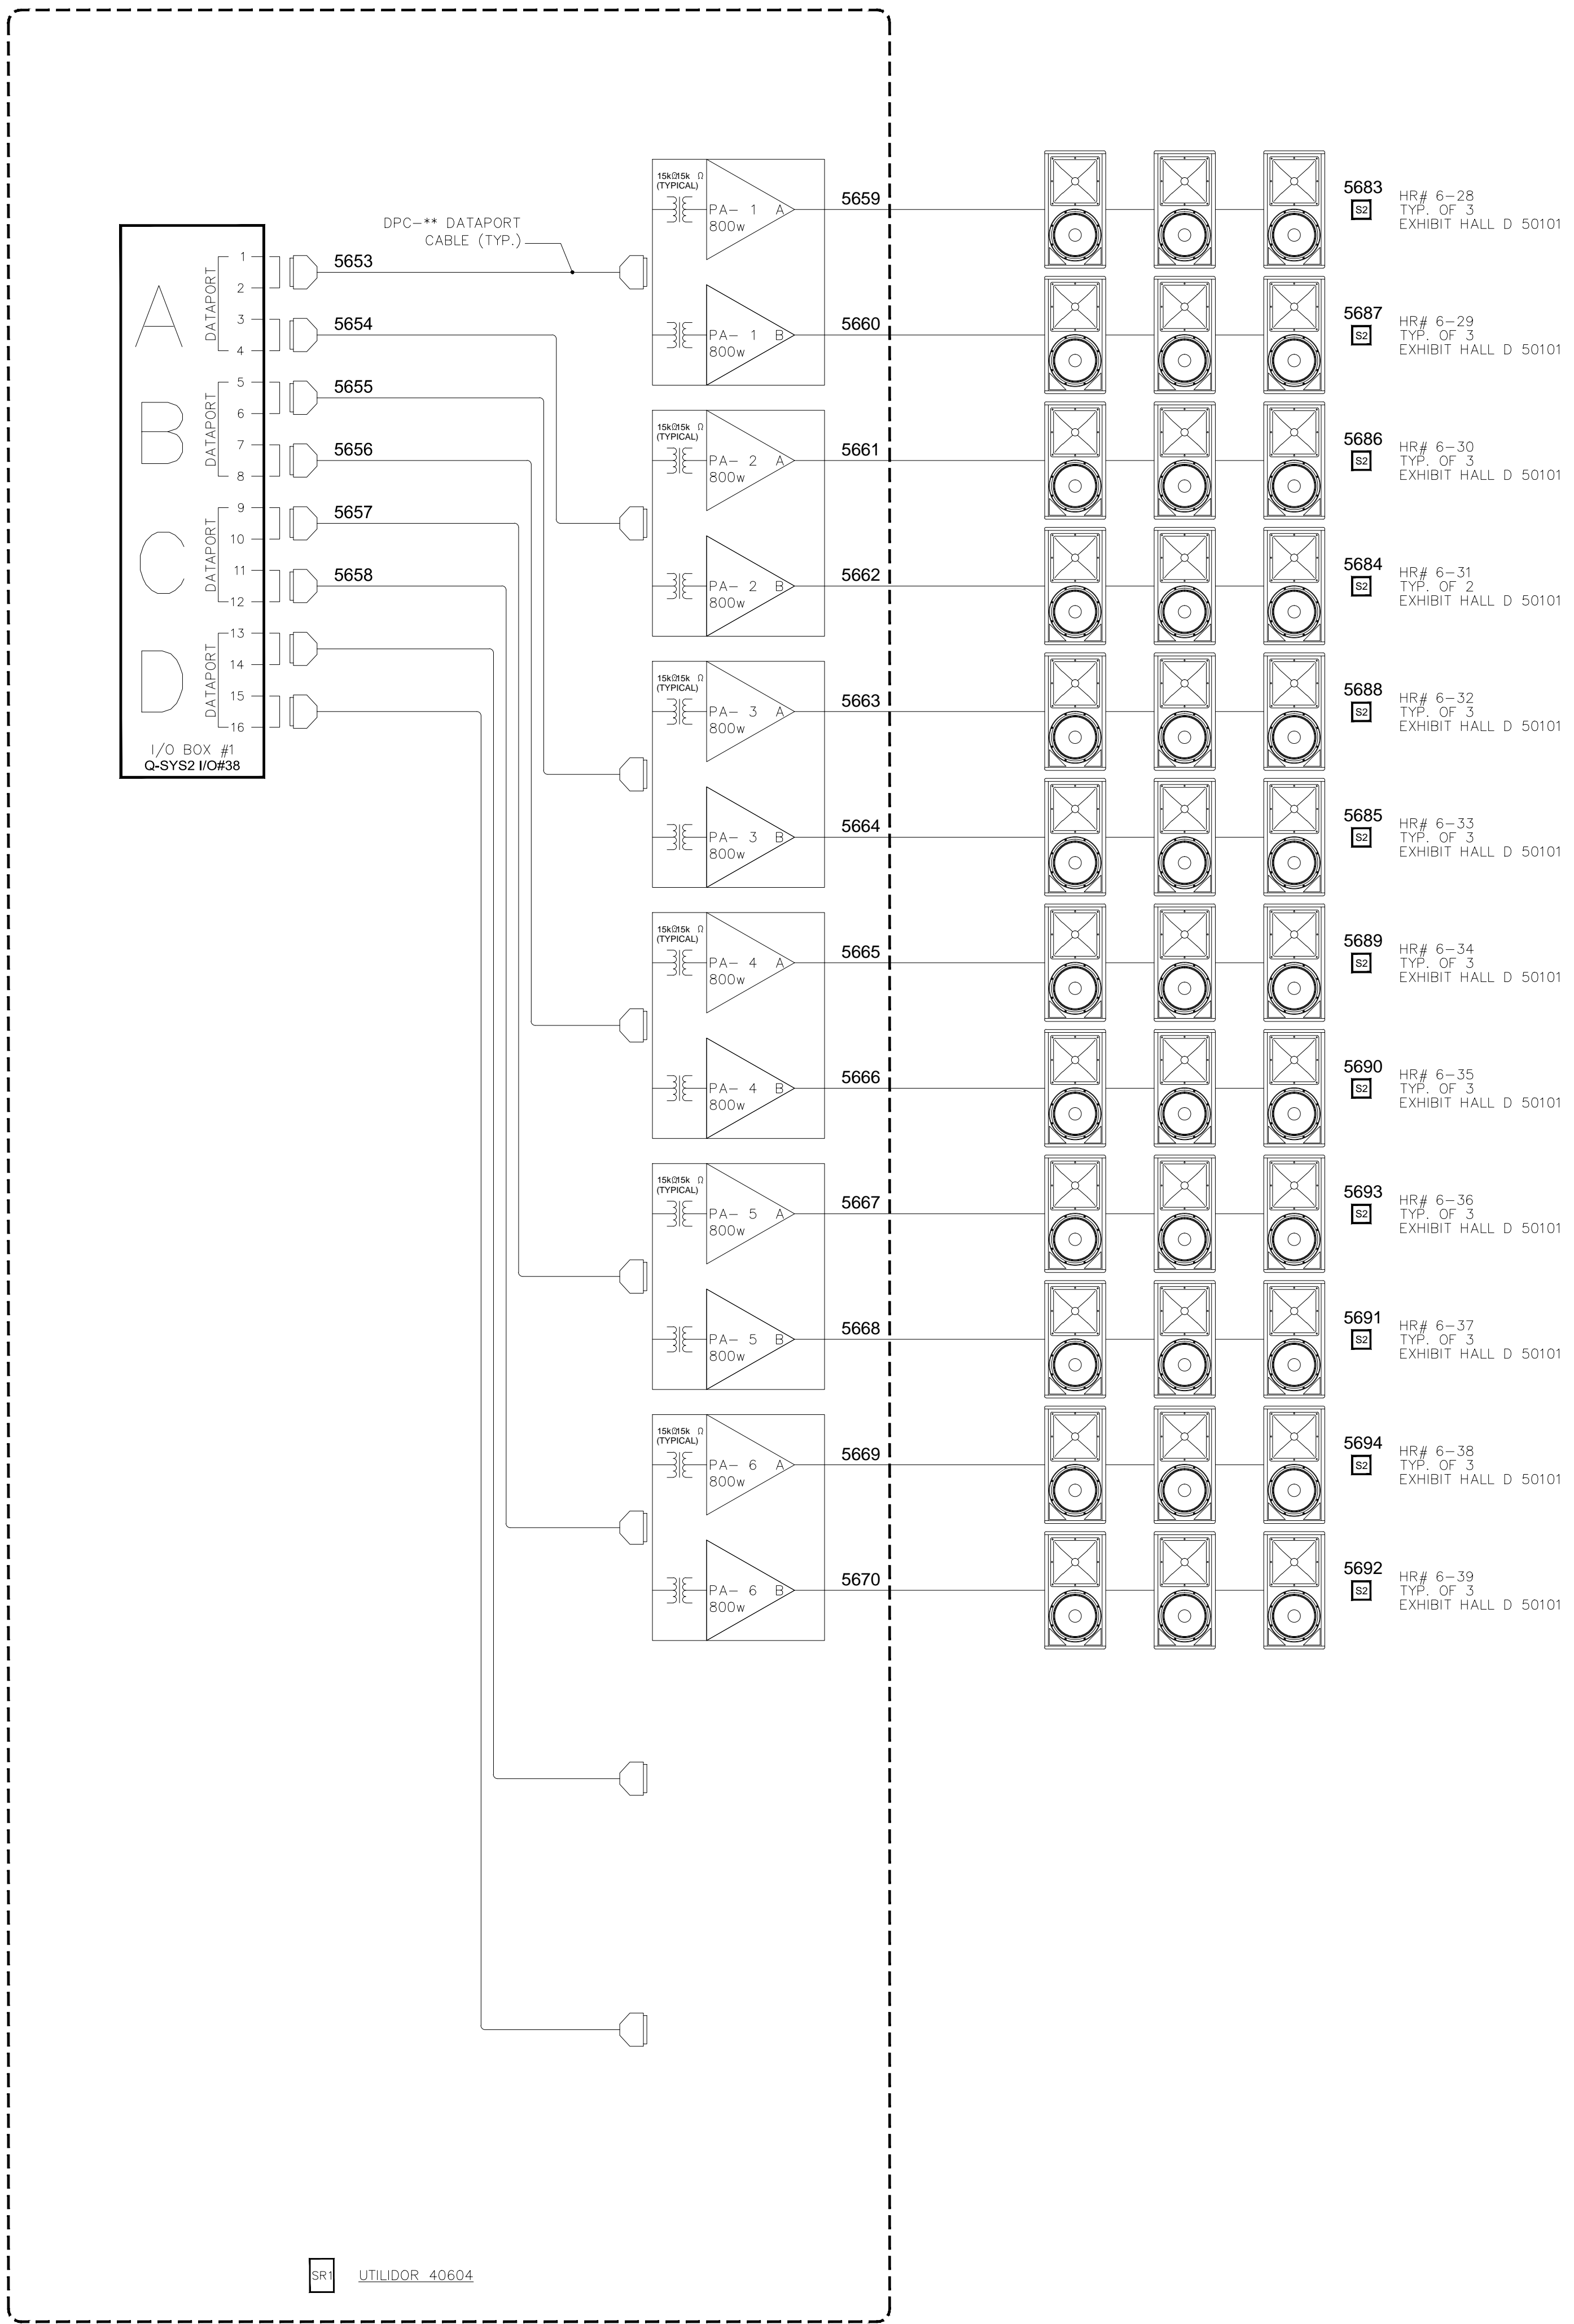 DPC-** DATAPORT
CABLE (TYP.)
A
B
C
D
DATAPORT
DATAPORT
DATAPORT
DATAPORT
1
2
3
4
5
6
7
8
9
10
11
12
13
14
15
16
I/O BOX #1
Q-SYS2 I/O#38
5653
5654
5655
5656
5657
5658
15kΩ15k Ω
(TYPICAL)
PA- 1 A
800w
5659
PA- 1 B
800w
5660
15kΩ15k Ω
(TYPICAL)
PA- 2 A
800w
5661
PA- 2 B
800w
5662
15kΩ15k Ω
(TYPICAL)
PA- 3 A
800w
5663
PA- 3 B
800w
5664
15kΩ15k Ω
(TYPICAL)
PA- 4 A
800w
5665
PA- 4 B
800w
5666
15kΩ15k Ω
(TYPICAL)
PA- 5 A
800w
5667
PA- 5 B
800w
5668
15kΩ15k Ω
(TYPICAL)
PA- 6 A
800w
5669
PA- 6 B
800w
5670
5683
S2
HR# 6-28
TYP. OF 3
EXHIBIT HALL D 50101
5687
S2
HR# 6-29
TYP. OF 3
EXHIBIT HALL D 50101
5686
S2
HR# 6-30
TYP. OF 3
EXHIBIT HALL D 50101
5684
S2
HR# 6-31
TYP. OF 2
EXHIBIT HALL D 50101
5688
S2
HR# 6-32
TYP. OF 3
EXHIBIT HALL D 50101
5685
S2
HR# 6-33
TYP. OF 3
EXHIBIT HALL D 50101
5689
S2
HR# 6-34
TYP. OF 3
EXHIBIT HALL D 50101
5690
S2
HR# 6-35
TYP. OF 3
EXHIBIT HALL D 50101
5693
S2
HR# 6-36
TYP. OF 3
EXHIBIT HALL D 50101
5691
S2
HR# 6-37
TYP. OF 3
EXHIBIT HALL D 50101
5694
S2
HR# 6-38
TYP. OF 3
EXHIBIT HALL D 50101
5692
S2
HR# 6-39
TYP. OF 3
EXHIBIT HALL D 50101
SR1 UTILIDOR 40604